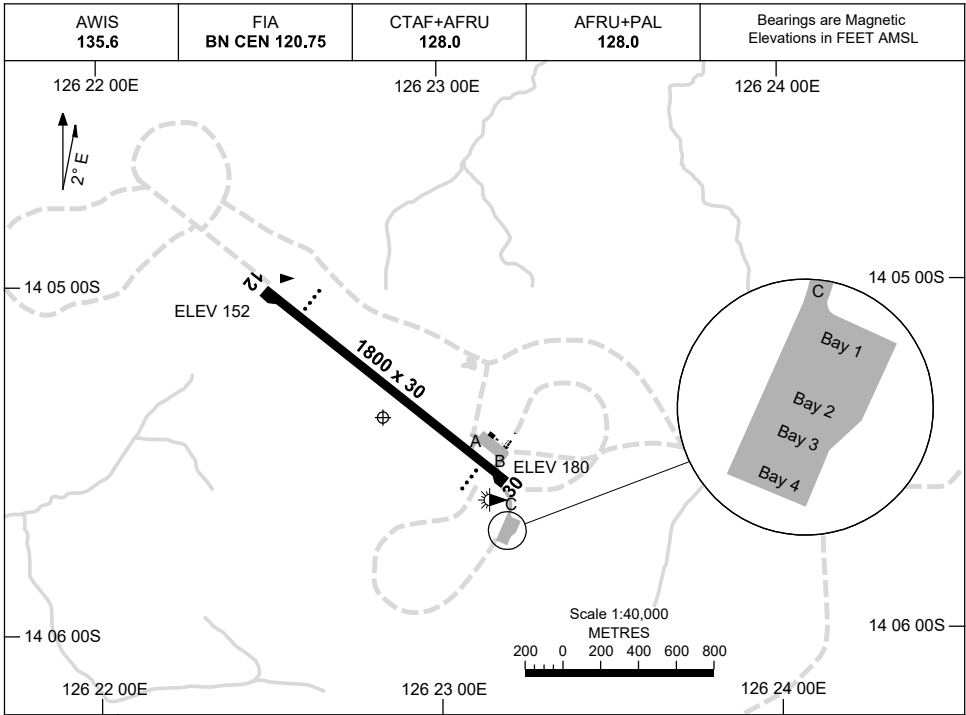 AWIS
135.6
FIA
BN CEN 120.75
CTAF+AFRU
128.0
AFRU+PAL
128.0
Bearings are Magnetic
Elevations in FEET AMSL
126 22 00E
126 23 00E
126 24 00E
2° E
14 05 00S
14 05 00S
12
ELEV 152
1800 x 30
A
B
ELEV 180
30
C
C
Bay 1
Bay 2
Bay 3
Bay 4
Scale 1:40,000
METRES
200 0 200 400 600 800
14 06 00S
14 06 00S
126 22 00E
126 23 00E
126 24 00E